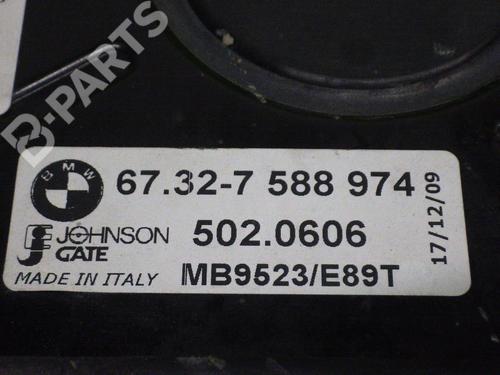 B-PARTS
BMW
67.32-7 588 974
JOHNSON
GATE
502.0606
MADE IN ITALY
MB9523/E89T
17/12/09